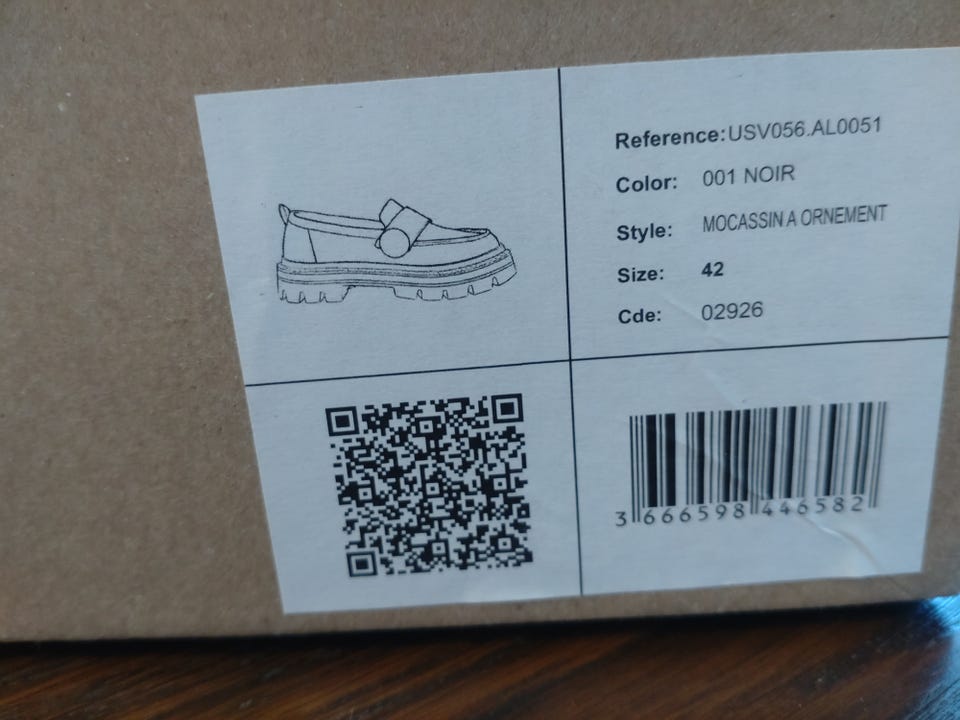 Reference: USV056.AL0051
Color: 001 NOIR
Style: MOCASSIN A ORNEMENT
Size: 42
Cde: 02926
3 666598 446582